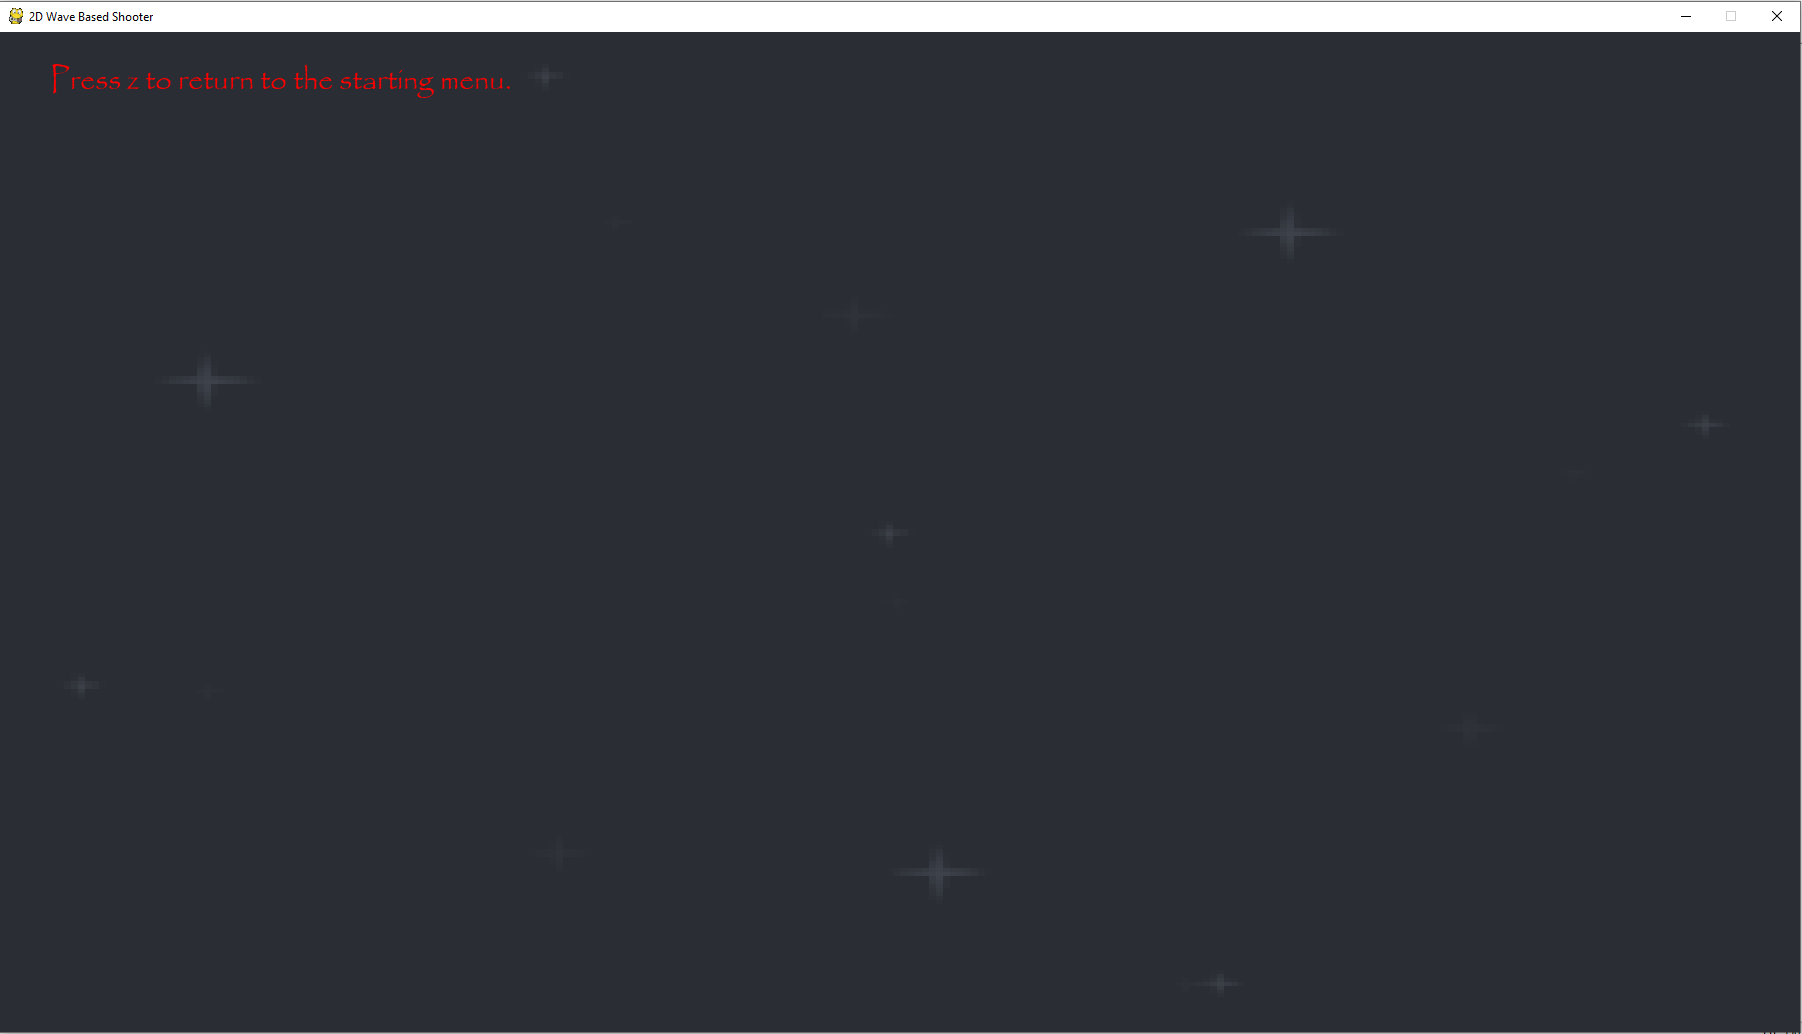 2D Wave Based Shooter
Press z to return to the starting menu.